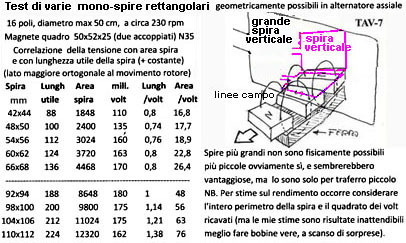 Test di varie mono-spire rettangolari geometricamente possibili in alternatore assiale
16 poli, diametro max 50 cm, a circa 230 rpm
Magnete quadro 50x52x25 (due accoppiati) N35
Correlazione della tensione con area spira
e con lunghezza utile della spira (+ costante)
(lato maggiore ortogonale al movimento rotore)
Spira Lungh Area mill. Lungh Area
mm utile spira volt /volt /volt
42x44 88 1848 110 0,8 16,8
48x50 100 2400 135 0,74 17,7
54x56 112 3024 160 0,76 18,9
60x62 124 3720 163 0,8 22,8
66x68 136 4468 170 0,8 26,4
92x94 188 8648 180 1 48
98x100 200 9800 175 1,14 56
104x106 212 11024 175 1,21 63
110x112 224 12320 162 1,38 76
TAV-7
grande
spira
verticale
spira
verticale
linee campo
N
FERRO
Spire più grandi non sono fisicamente possibili
più piccole ovviamente sì, e sembrerebbero
vantaggiose, ma lo sono solo per traferro piccolo
NB. Per stime sul rendimento occorre considerare
l'intero perimetro della spira e il quadrato dei volt
ricavati (ma le mie stime sono risultate inattendibili
meglio fare bobine vere, a scanso di sorprese).